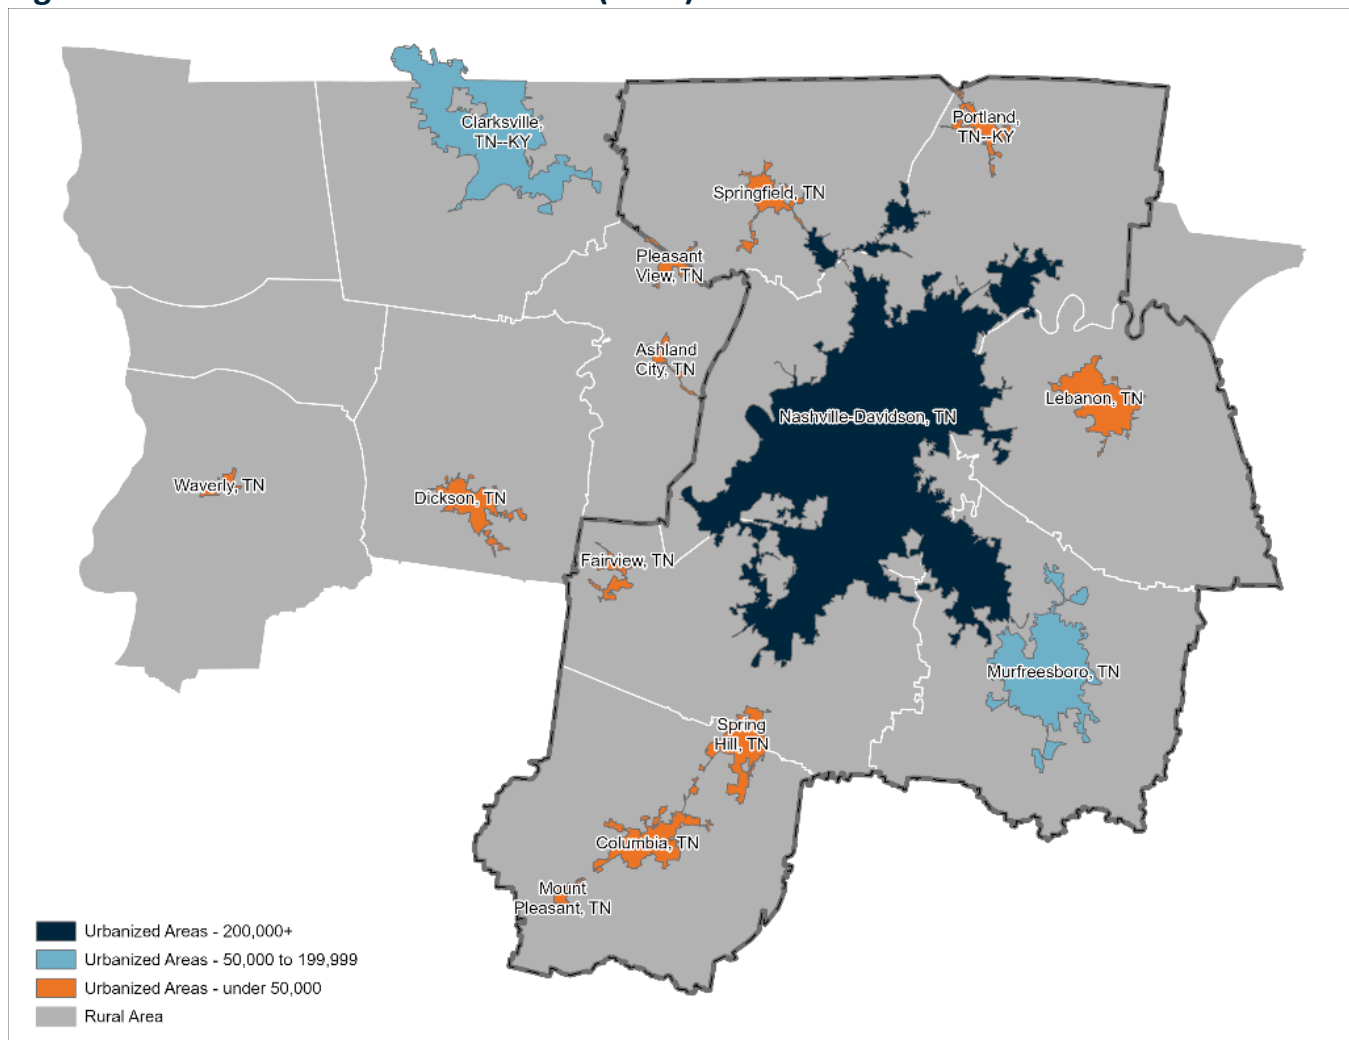 Clarksville,
TN--KY
Portland,
TN--KY
Springfield, TN
Pleasant
View, TN
Ashland
City, TN
Lebanon, TN
Nashville-Davidson, TN
Waverly, TN
Dickson, TN
Fairview, TN
Murfreesboro, TN
Spring
Hill, TN
Columbia, TN
Mount
Pleasant, TN
Urbanized Areas - 200,000+
Urbanized Areas - 50,000 to 199,999
Urbanized Areas - under 50,000
Rural Area